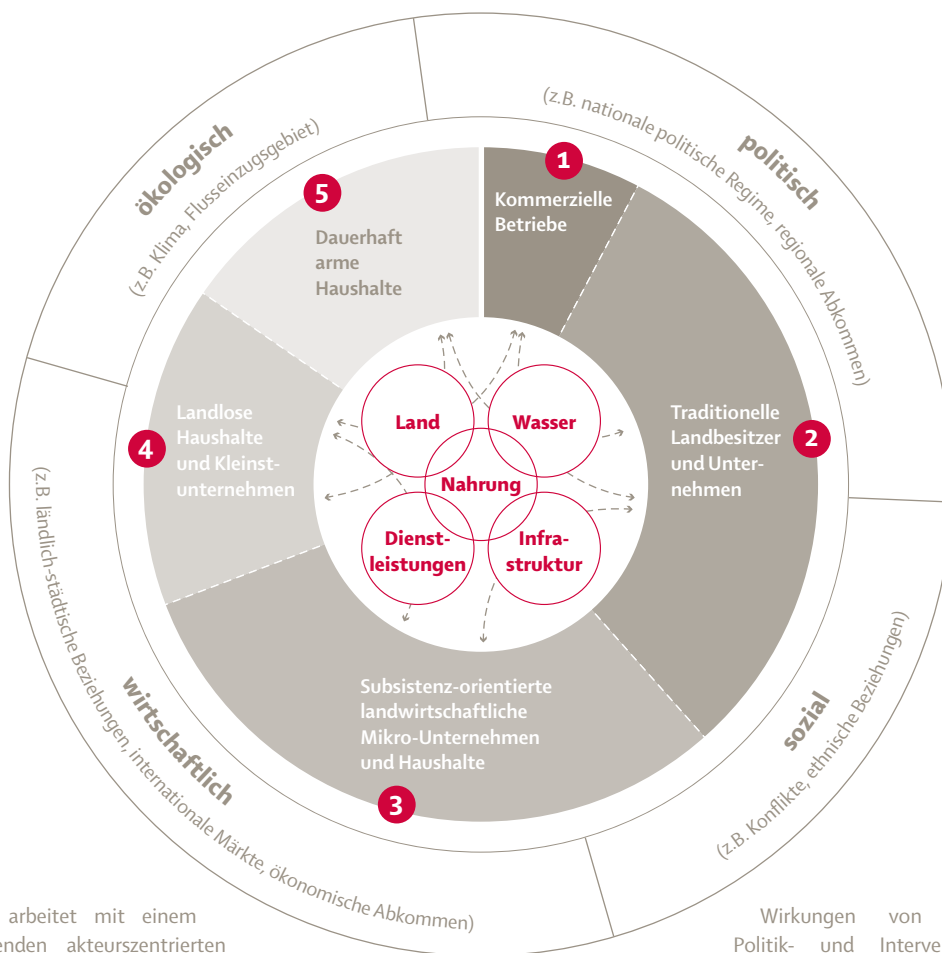 ökologisch
(z.B. Klima, Flusseinzugsgebiet)
politisch
(z.B. nationale politische Regime, regionale Abkommen)
1
Kommerzielle
Betriebe
5
Dauerhaft
arme
Haushalte
2
Traditionelle
Landbesitzer
und Unter-
nehmen
4
Landlose
Haushalte
und Kleinst-
unternehmen
Land
Wasser
Nahrung
Dienst-
leistungen
Infra-
struktur
Subsistenz-orientierte
landwirtschaftliche
Mikro-Unternehmen
und Haushalte
3
wirtschaftlich
(z.B. ländlich-städtische Beziehungen, internationale Märkte, ökonomische Abkommen)
sozial
(z.B. Konflikte, ethnische Beziehungen)
arbeitet mit einem
enden akteurszentrierten
Wirkungen von
Politik- und Interve